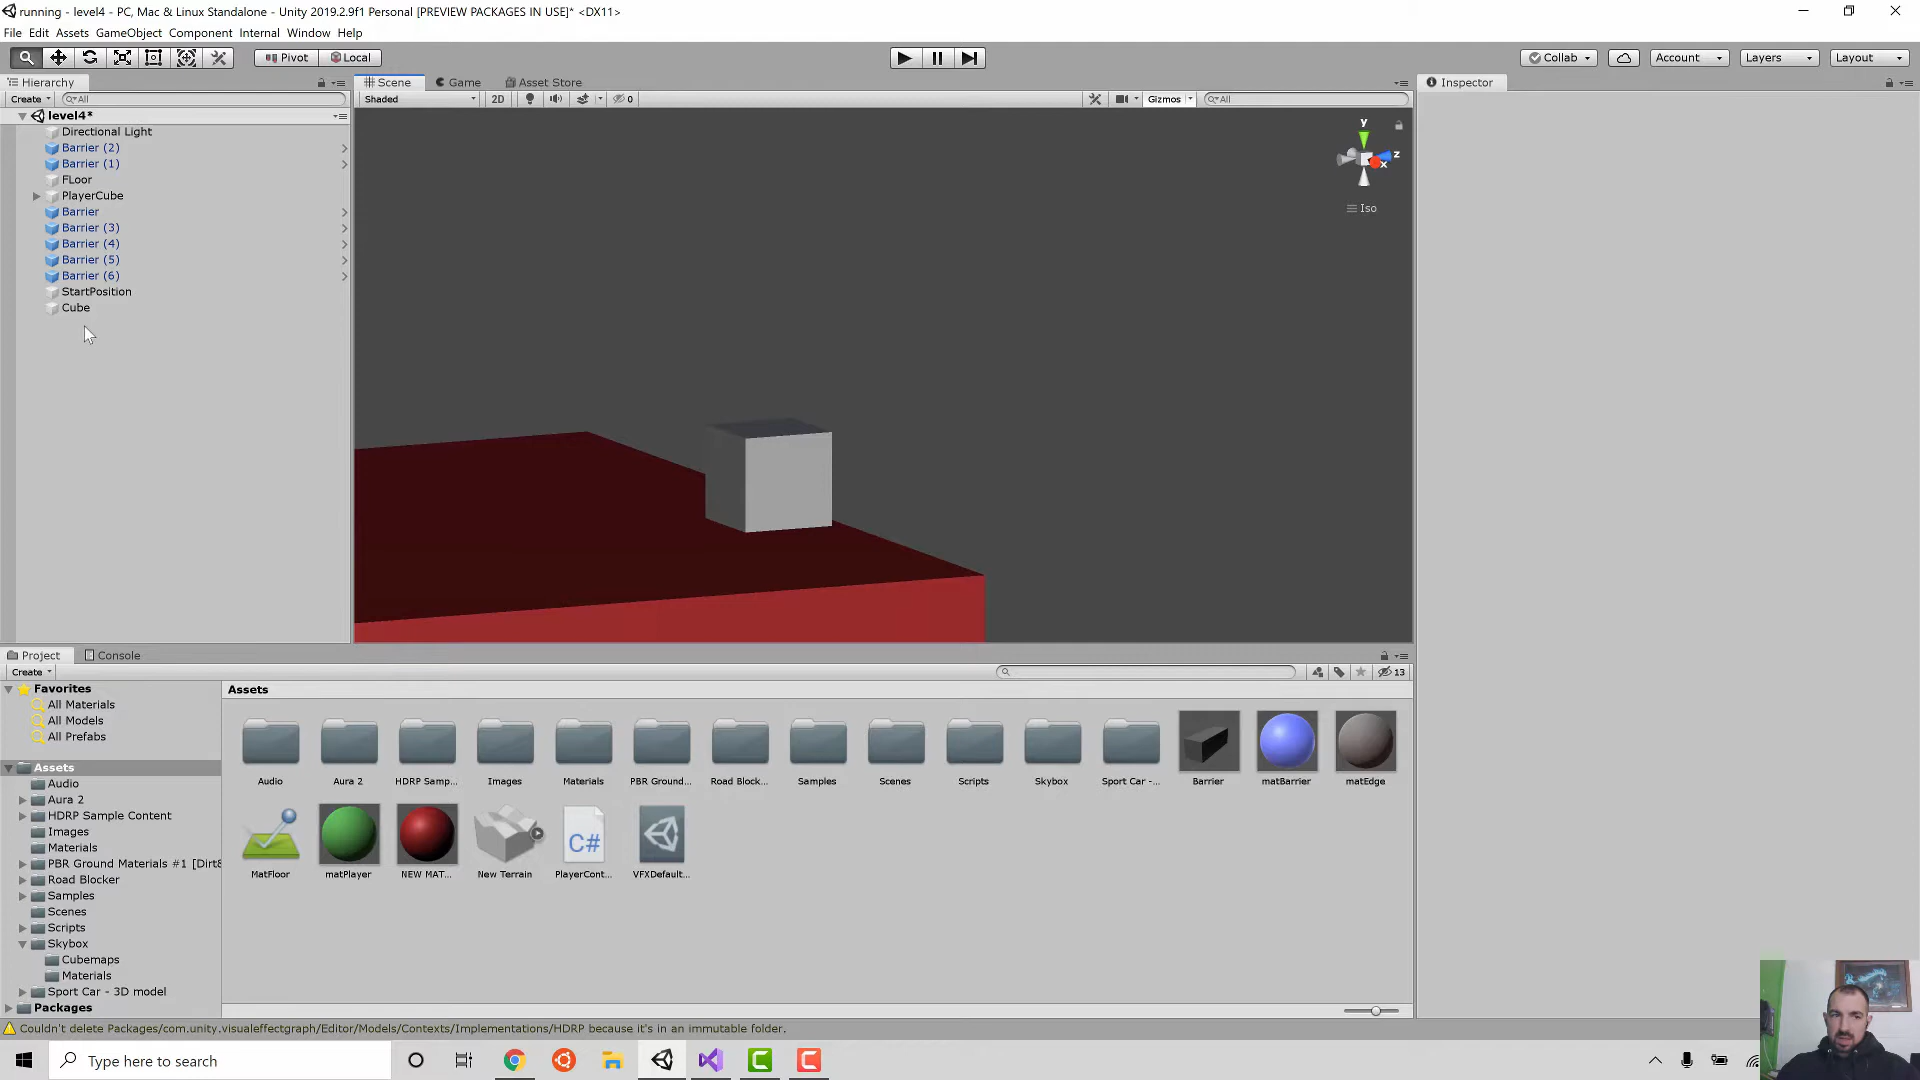 running - level4 - PC, Mac & Linux Standalone - Unity 2019.2.9f1 Personal [PREVIEW PACKAGES IN USE]* <DX11>
File Edit Assets GameObject Component Internal Window Help
Pivot Local Collab Account Layers Layout
Hierarchy Scene Game Asset Store Inspector
Create All Shaded 2D 0 Gizmos All
level4*
Directional Light
Barrier (2)
Barrier (1)
FLoor
PlayerCube
Barrier
Barrier (3)
Barrier (4)
Barrier (5)
Barrier (6)
StartPosition
Cube
y
z
x
Iso
Project Console
Create 13
Favorites
All Materials
All Models
All Prefabs
Assets
Audio
Aura 2
HDRP Sample Content
Images
Materials
PBR Ground Materials #1 [Dirt&
Road Blocker
Samples
Scenes
Scripts
Skybox
Cubemaps
Materials
Sport Car - 3D model
Packages
Assets
Audio Aura 2 HDRP Samp... Images Materials PBR Ground... Road Block... Samples Scenes Scripts Skybox Sport Car -... Barrier matBarrier matEdge
C#
MatFloor matPlayer NEW MAT... New Terrain PlayerCont... VFXDefault...
Couldn't delete Packages/com.unity.visualeffectgraph/Editor/Models/Contexts/Implementations/HDRP because it's in an immutable folder.
Type here to search